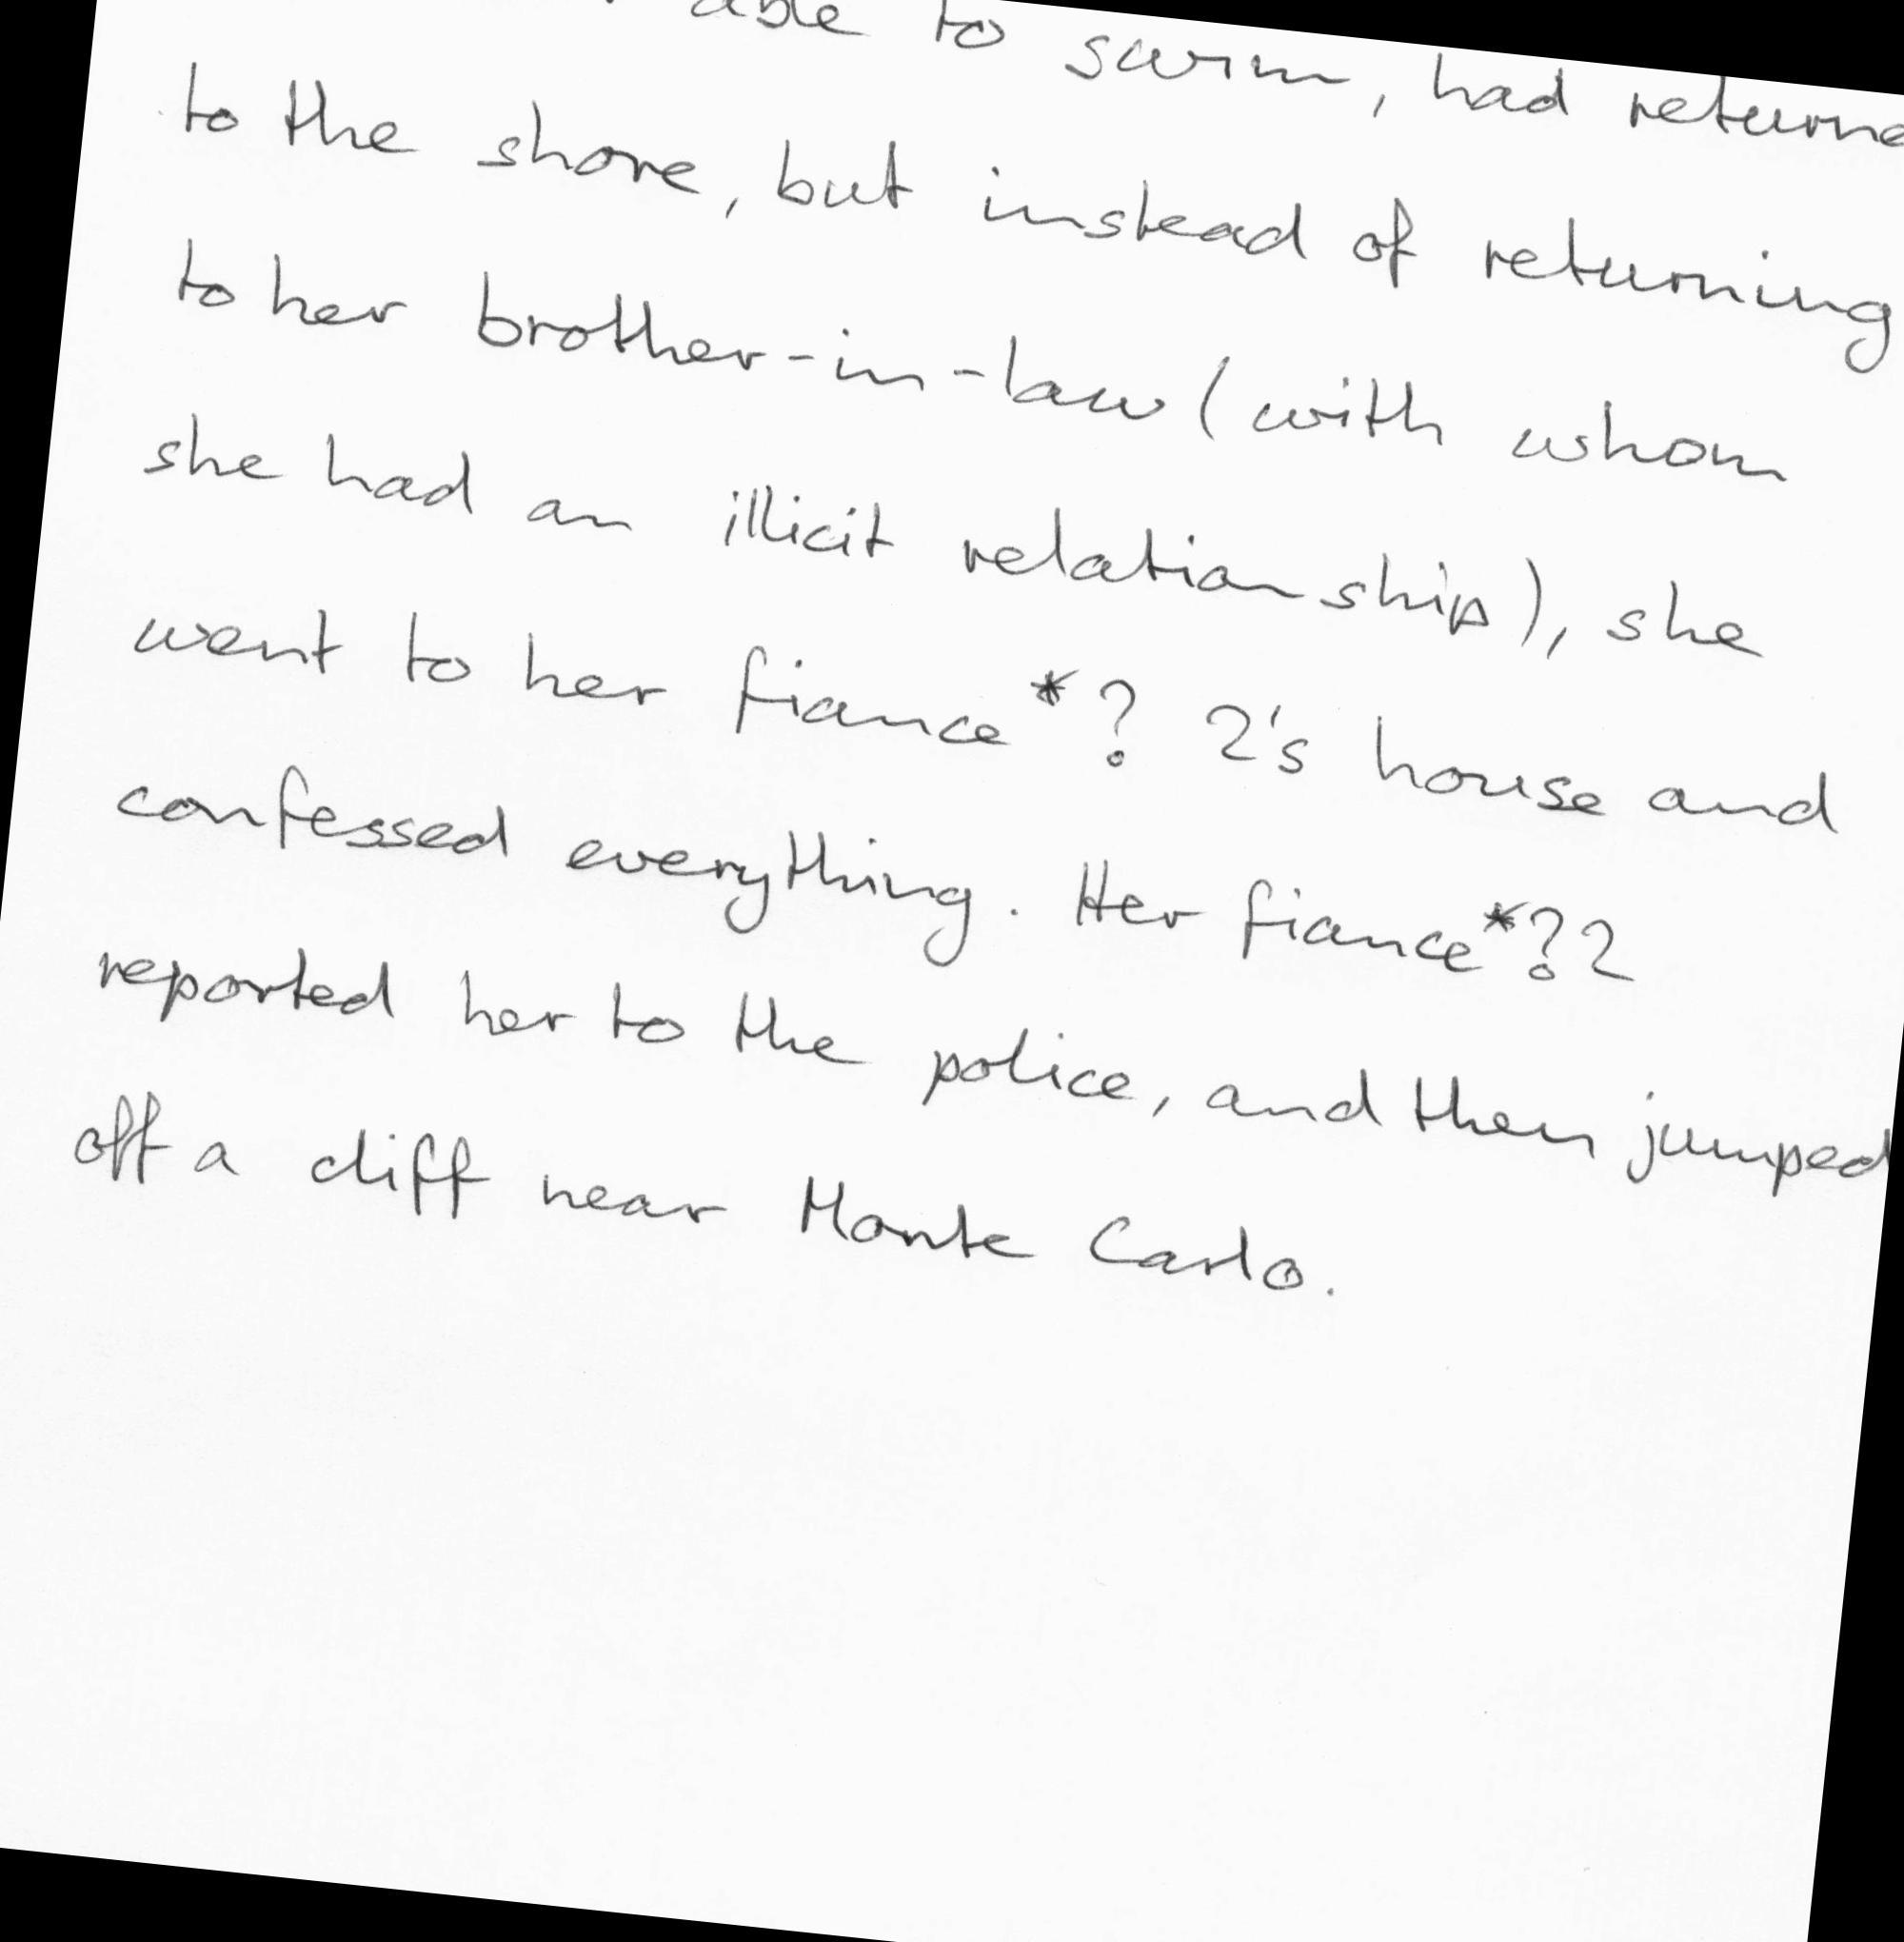 able to swim, had returne
to the shore, but instead of returning
to her brother-in-law (with whom
she had an illicit relationship), she
went to her fiance*? 2's house and
confessed everything. Her fiance*?2
reported her to the police, and then jumped
off a cliff near Monte Carlo.